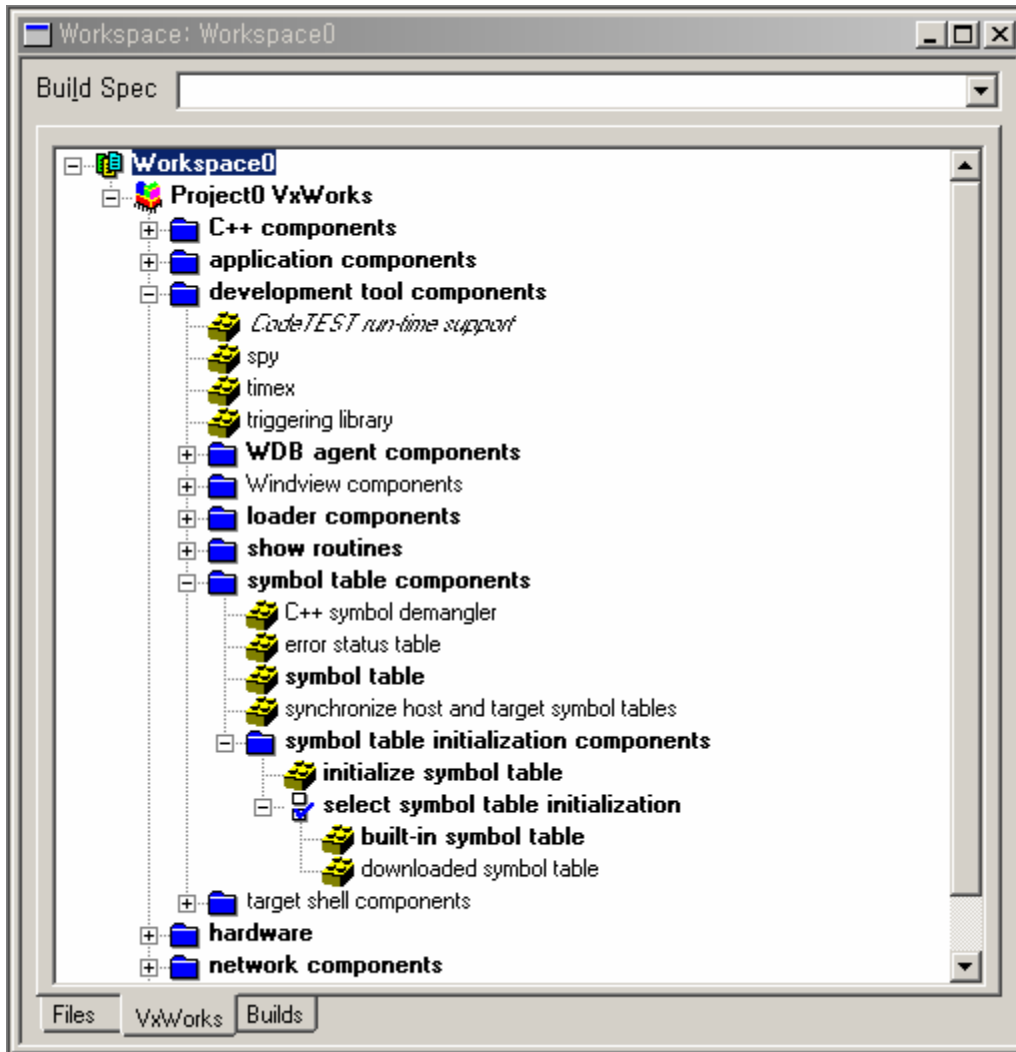 Workspace: Workspace0
Build Spec
Workspace0
Project0 VxWorks
C++ components
application components
development tool components
CodeTEST run-time support
spy
timex
triggering library
WDB agent components
Windview components
loader components
show routines
symbol table components
C++ symbol demangler
error status table
symbol table
synchronize host and target symbol tables
symbol table initialization components
initialize symbol table
select symbol table initialization
built-in symbol table
downloaded symbol table
target shell components
hardware
network components
Files VxWorks Builds